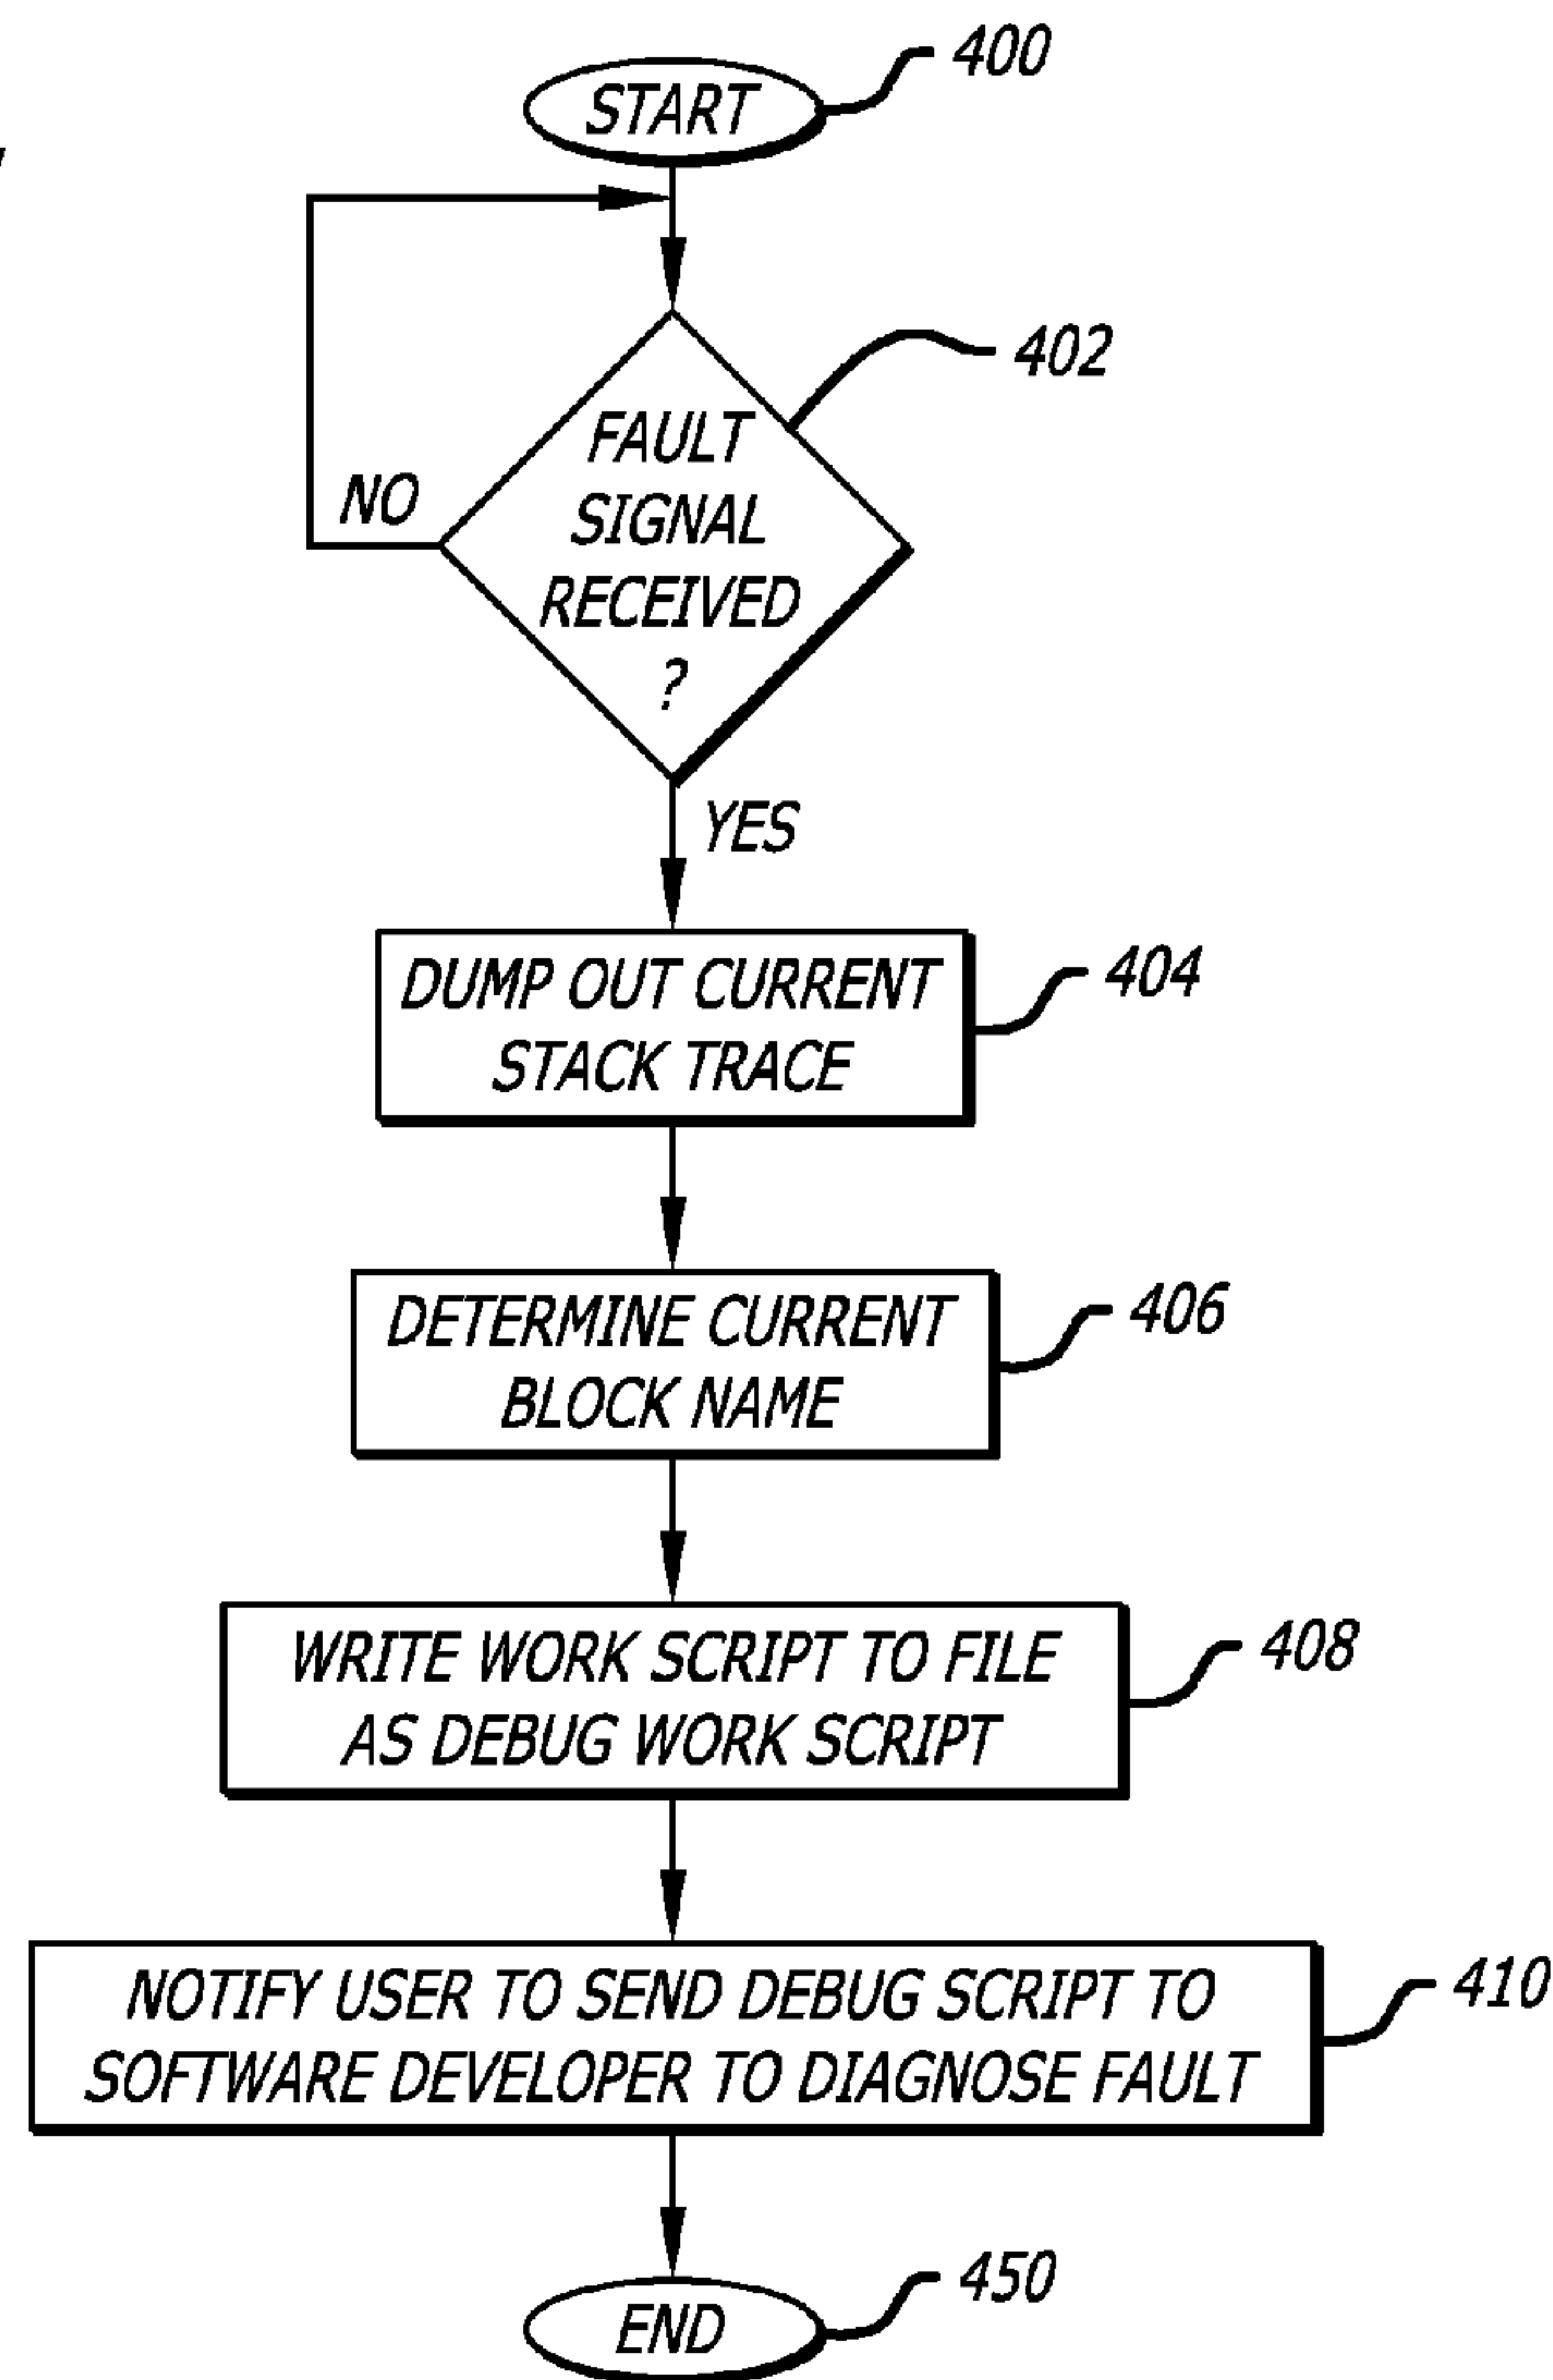 START
400
402
FAULT
SIGNAL
RECEIVED
?
NO
YES
DUMP OUT CURRENT
STACK TRACE
404
DETERMINE CURRENT
BLOCK NAME
406
WRITE WORK SCRIPT TO FILE
AS DEBUG WORK SCRIPT
408
NOTIFY USER TO SEND DEBUG SCRIPT TO
SOFTWARE DEVELOPER TO DIAGNOSE FAULT
410
END
450